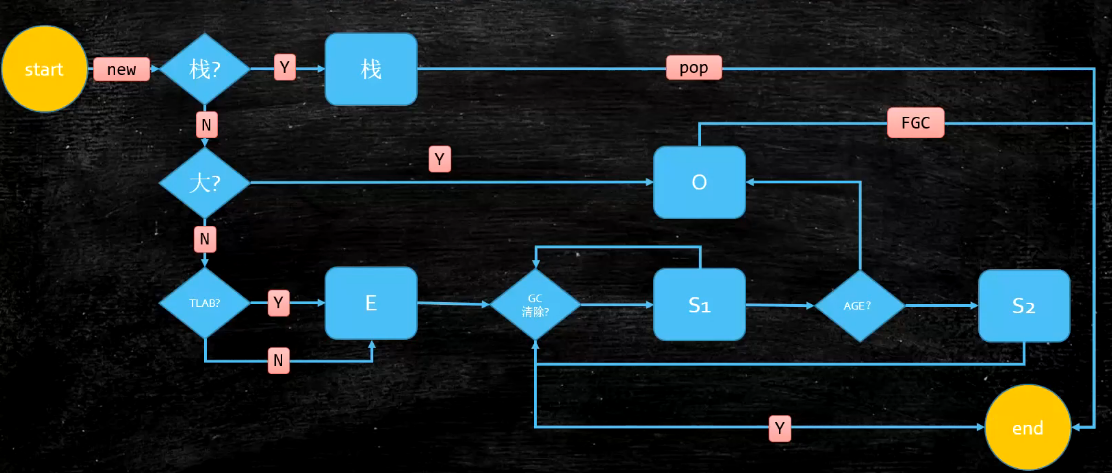 start
new
栈?
Y
栈
pop
N
FGC
大?
Y
O
N
TLAB?
Y
E
GC
清除?
S1
AGE?
S2
N
Y
end